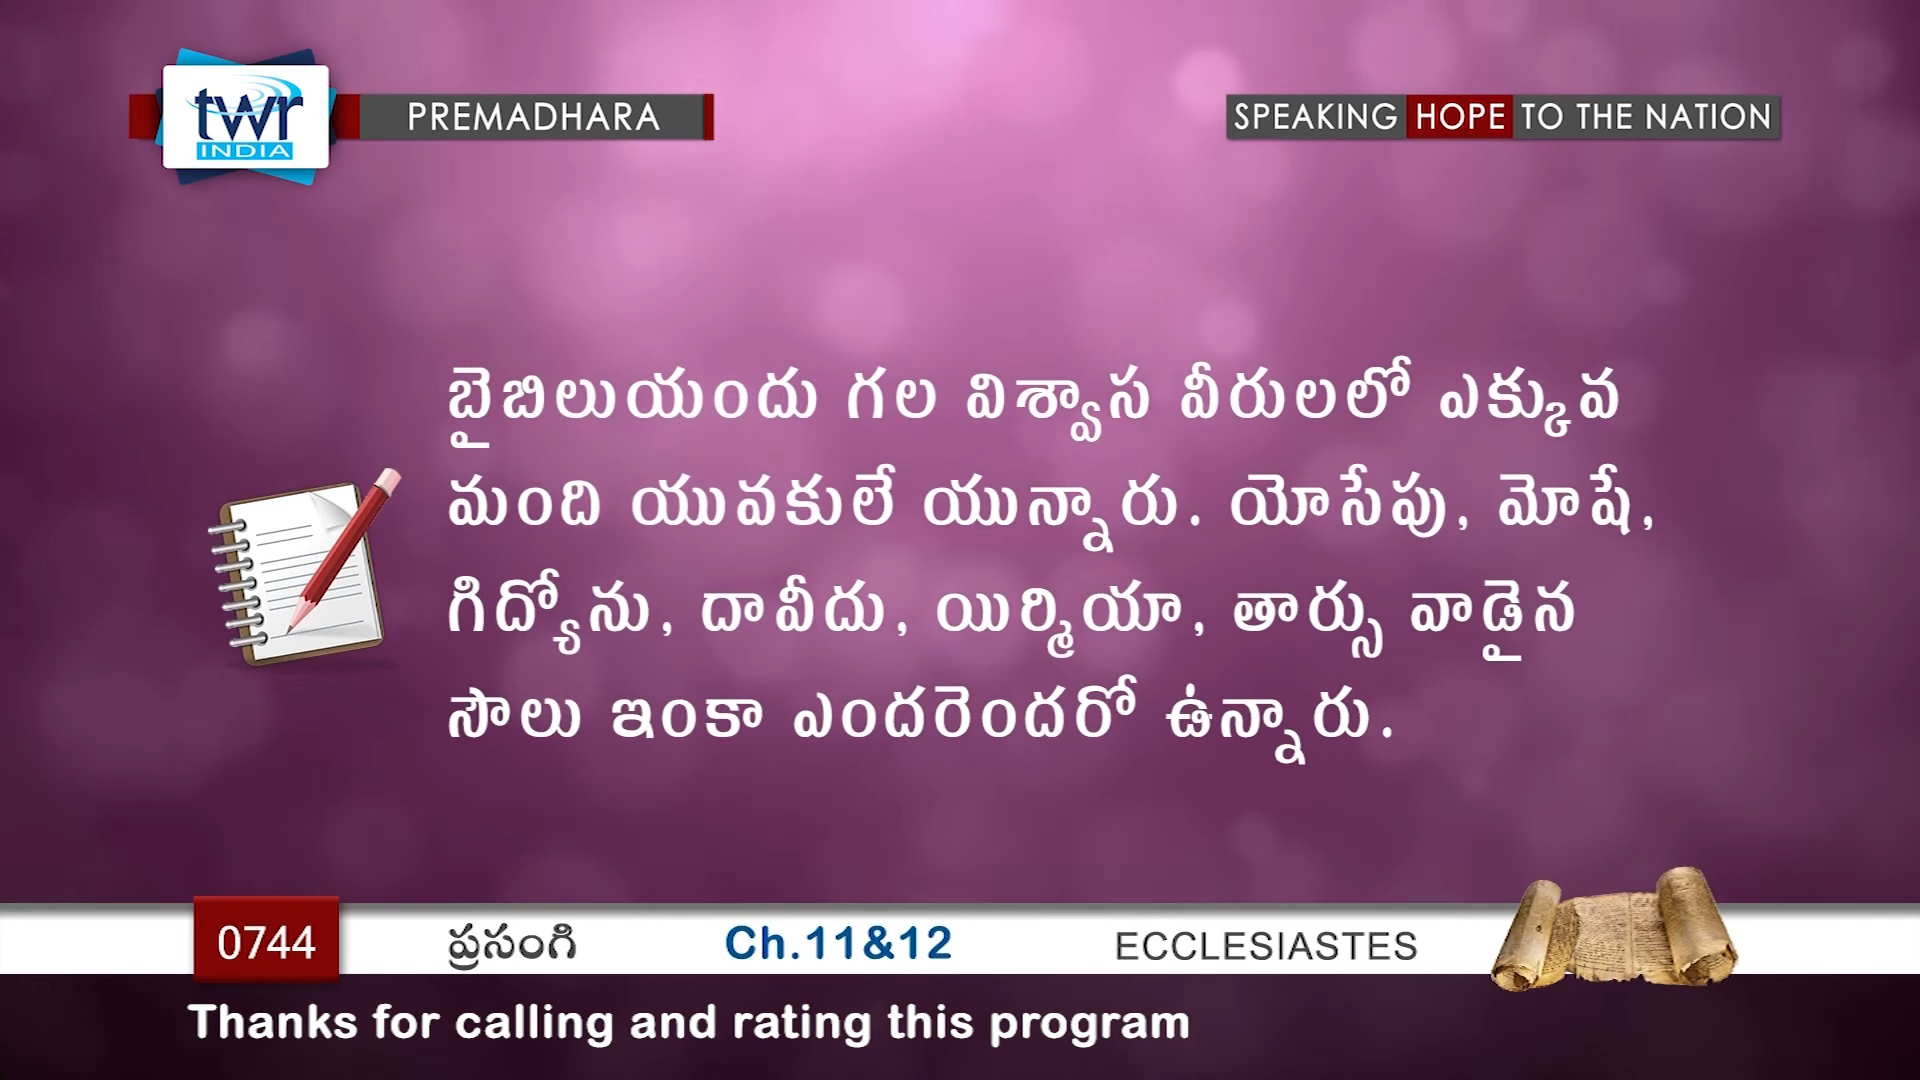 twr
INDIA
PREMADHARA
SPEAKING HOPE TO THE NATION
బైబిలుయందు గల విశ్వాస వీరులలో ఎక్కువ
మంది యువకులే యున్నారు. యోసేపు, మోషే,
గిద్యోను, దావీదు, యిర్మియా, తార్సు వాడైన
సౌలు ఇంకా ఎందరెందరో ఉన్నారు.
0744 ప్రసంగి Ch.11&12 ECCLESIASTES
Thanks for calling and rating this program